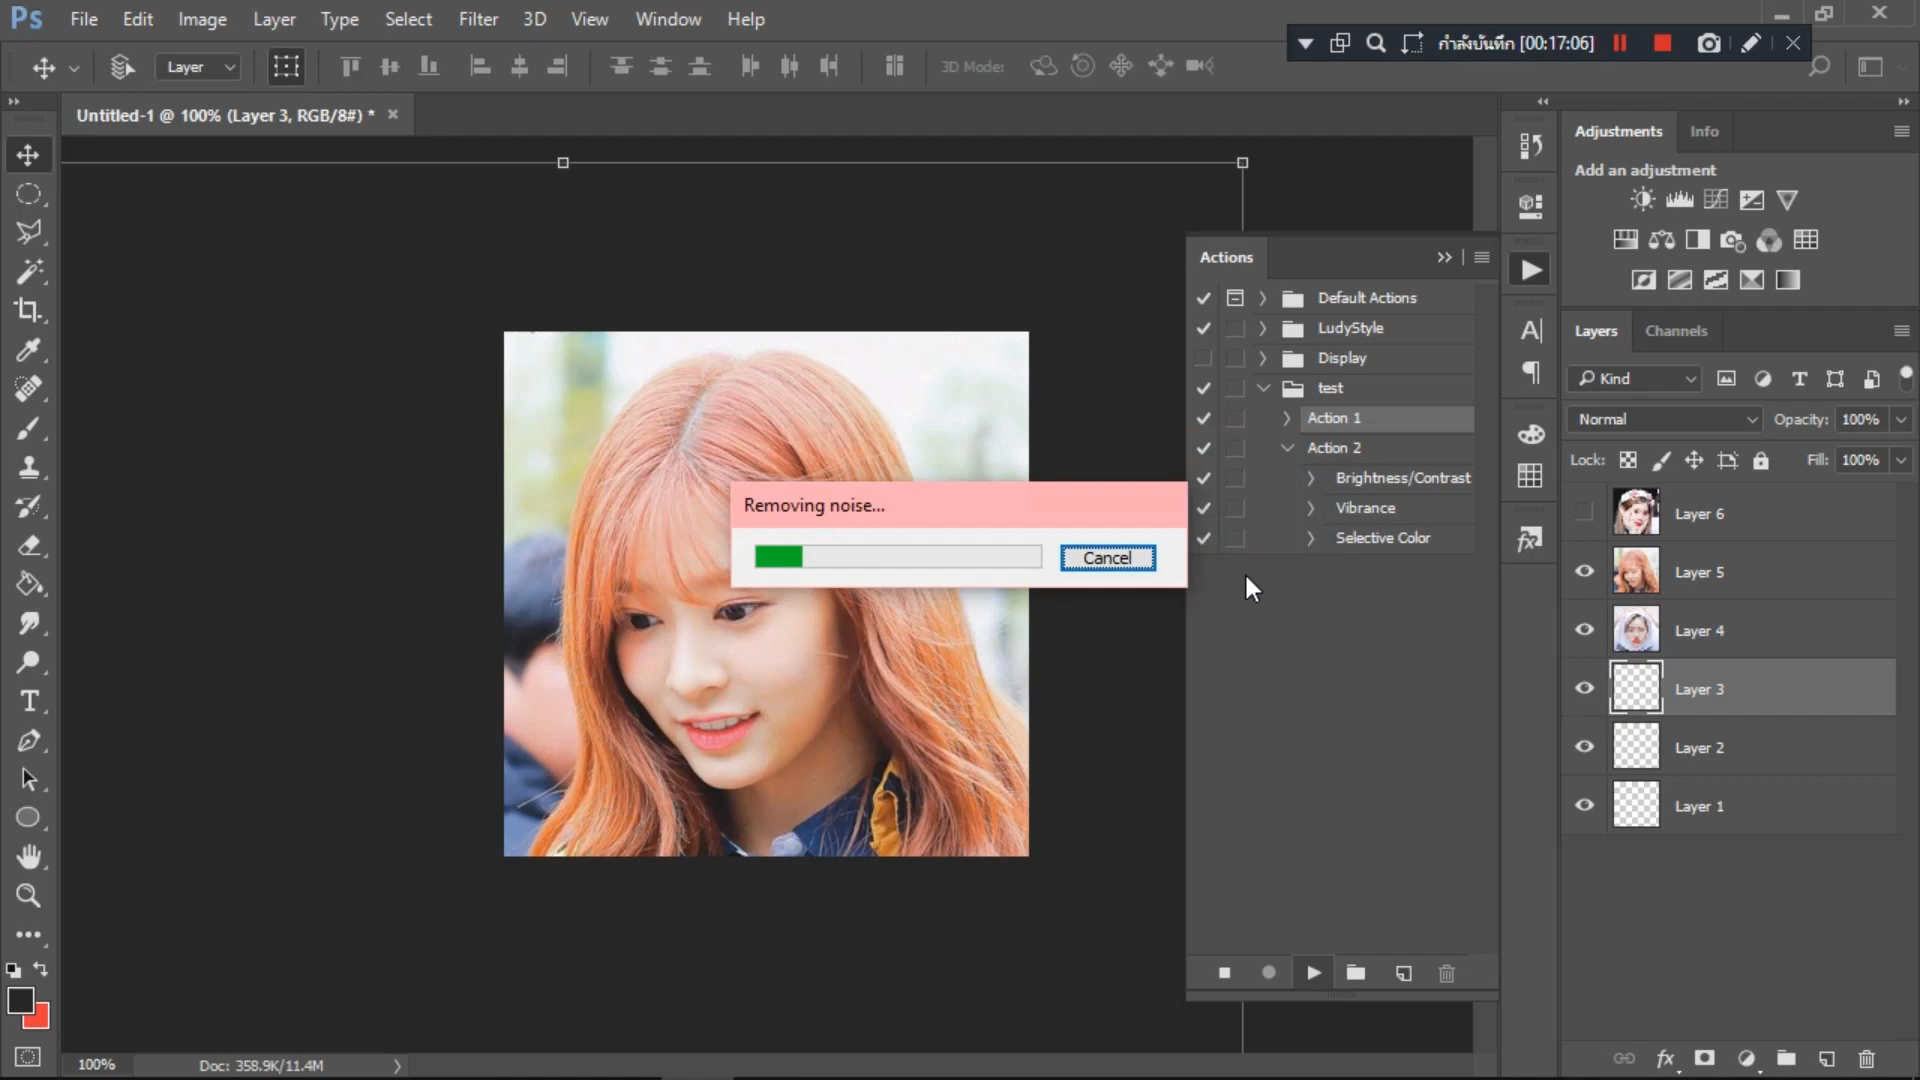 Ps File Edit Image Layer Type Select Filter 3D View Window Help
กำลังบันทึก [00:17:06]
Layer
3D Mode:
Untitled-1 @ 100% (Layer 3, RGB/8#) *
Adjustments Info
Add an adjustment
Actions
Default Actions
LudyStyle
Display
test
Action 1
Action 2
Brightness/Contrast
Vibrance
Selective Color
Removing noise...
Cancel
Layers Channels
Kind
Normal Opacity: 100%
Lock: Fill: 100%
Layer 6
Layer 5
Layer 4
Layer 3
Layer 2
Layer 1
100% Doc: 358.9K/11.4M